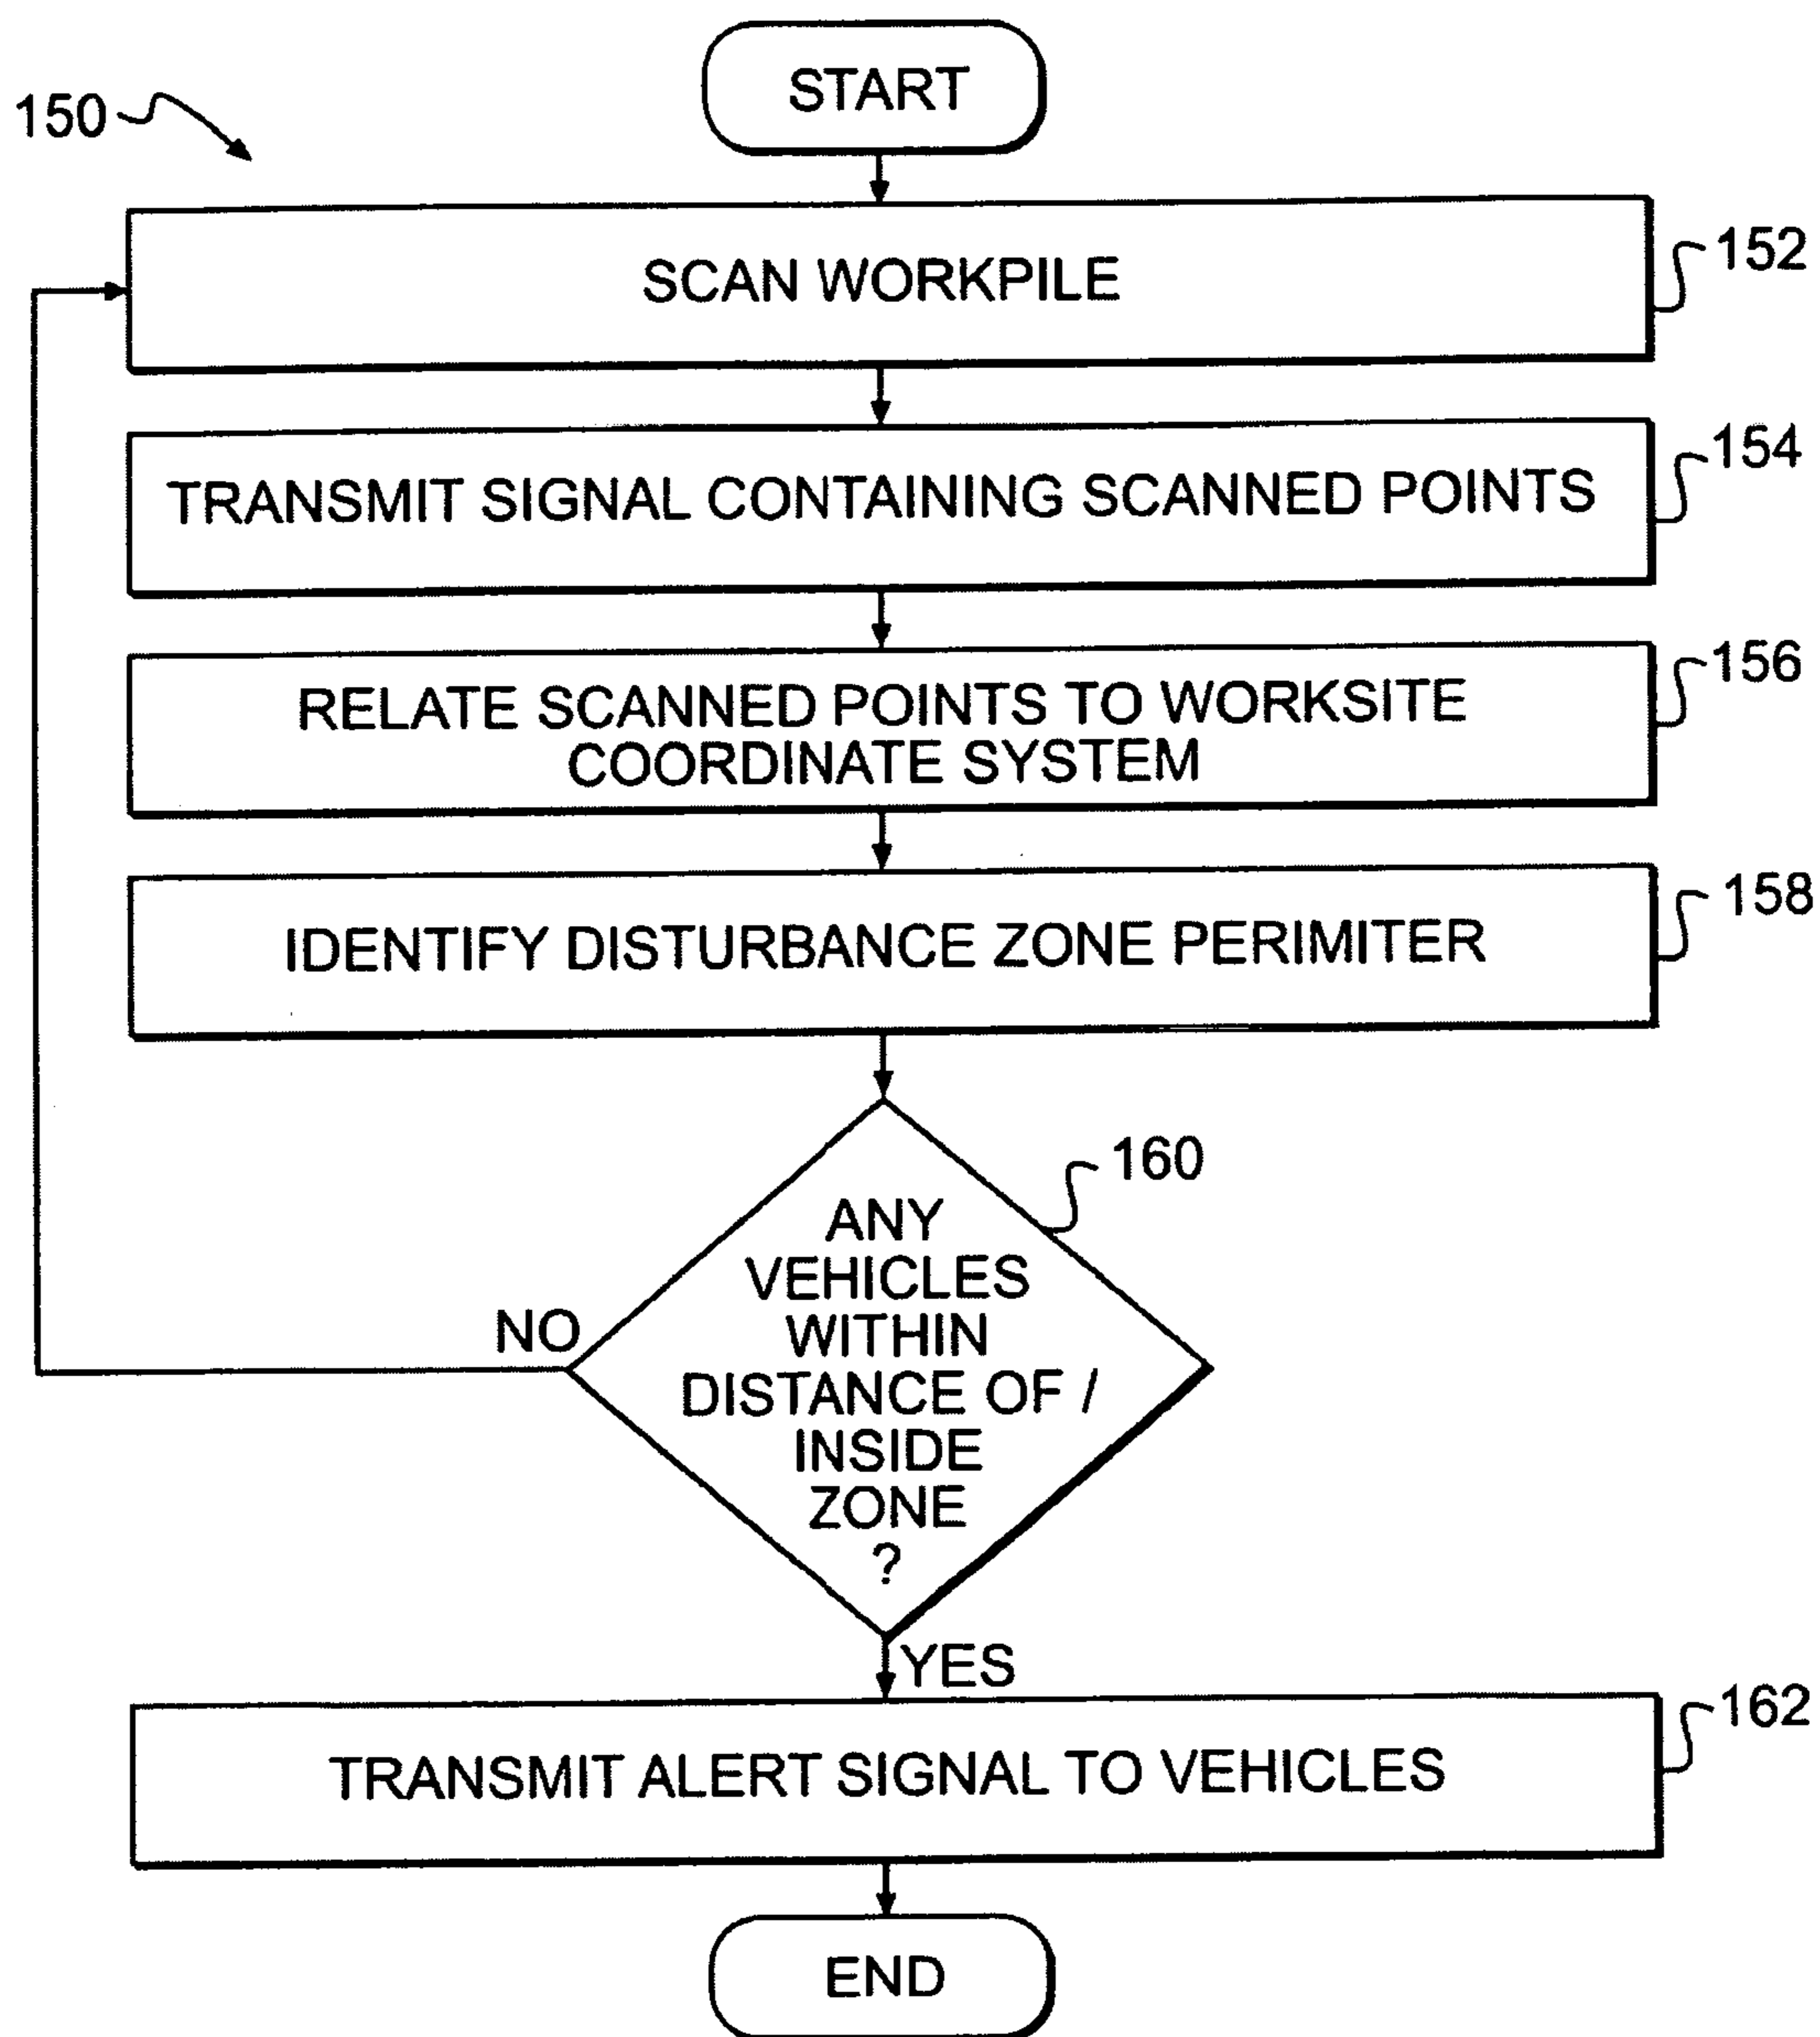 START
150
SCAN WORKPILE
152
TRANSMIT SIGNAL CONTAINING SCANNED POINTS
154
RELATE SCANNED POINTS TO WORKSITE
COORDINATE SYSTEM
156
IDENTIFY DISTURBANCE ZONE PERIMITER
158
ANY
VEHICLES
WITHIN
DISTANCE OF /
INSIDE
ZONE
?
160
NO
YES
TRANSMIT ALERT SIGNAL TO VEHICLES
162
END